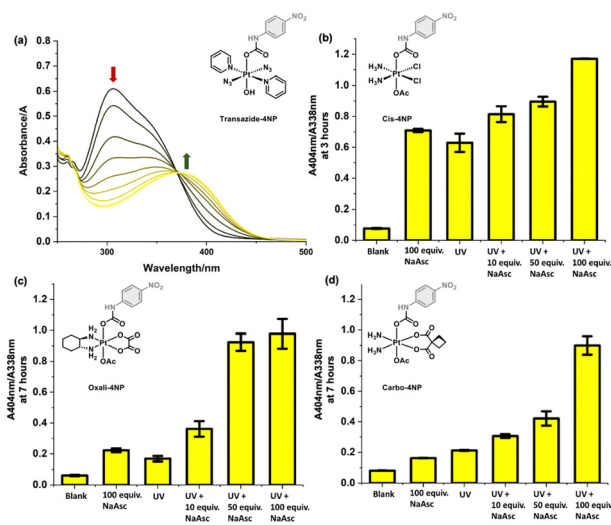 (a)
0.8
0.7
0.6
0.5
0.4
0.3
0.2
0.1
0.0
Absorbance/A
300
400
500
Wavelength/nm
NO₂
HN
O
O
N
N₃
Pt
N₃
N
OH
Transazide-4NP
(b)
1.2
1.0
0.8
0.6
0.4
0.2
0.0
A404nm/A338nm
at 3 hours
NO₂
HN
O
O
H₃N
Cl
Pt
H₃N
Cl
OAc
Cis-4NP
Blank
100 equiv.
NaAsc
UV
UV +
10 equiv.
NaAsc
UV +
50 equiv.
NaAsc
UV +
100 equiv.
NaAsc
(c)
1.2
1.0
0.8
0.6
0.4
0.2
0.0
A404nm/A338nm
at 7 hours
NO₂
HN
O
O
H₂
N
O
O
Pt
N
H₂
O
O
OAc
Oxali-4NP
Blank
100 equiv.
NaAsc
UV
UV +
10 equiv.
NaAsc
UV +
50 equiv.
NaAsc
UV +
100 equiv.
NaAsc
(d)
1.2
1.0
0.8
0.6
0.4
0.2
0.0
A404nm/A338nm
at 7 hours
NO₂
HN
O
O
O
H₃N
O
Pt
H₃N
O
O
OAc
Carbo-4NP
Blank
100 equiv.
NaAsc
UV
UV +
10 equiv.
NaAsc
UV +
50 equiv.
NaAsc
UV +
100 equiv.
NaAsc